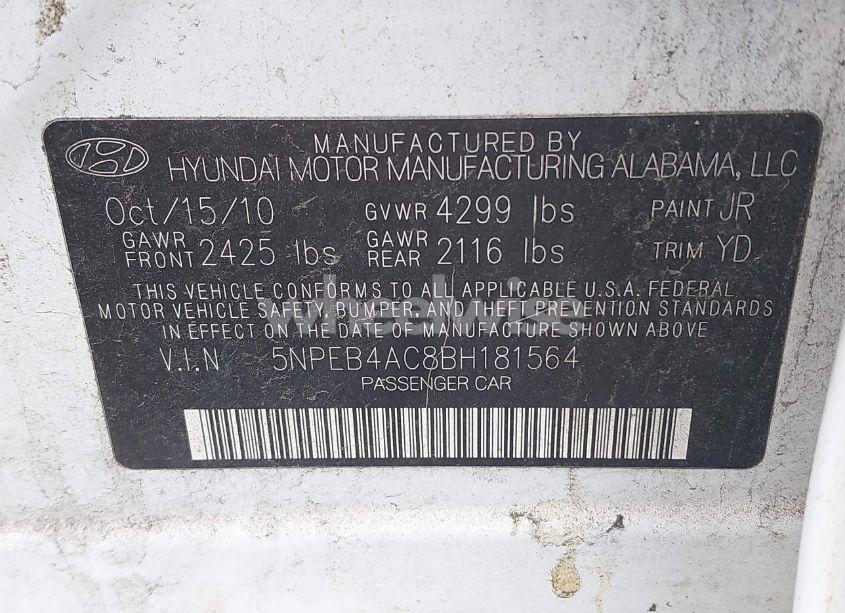 MANUFACTURED BY
HYUNDAI MOTOR MANUFACTURING ALABAMA, LLC
Oct/15/10 GVWR 4299 lbs PAINT JR
GAWR FRONT 2425 lbs GAWR REAR 2116 lbs TRIM YD
THIS VEHICLE CONFORMS TO ALL APPLICABLE U.S.A. FEDERAL
MOTOR VEHICLE SAFETY, BUMPER, AND THEFT PREVENTION STANDARDS
IN EFFECT ON THE DATE OF MANUFACTURE SHOWN ABOVE.
V.I.N 5NPEB4AC8BH181564
PASSENGER CAR